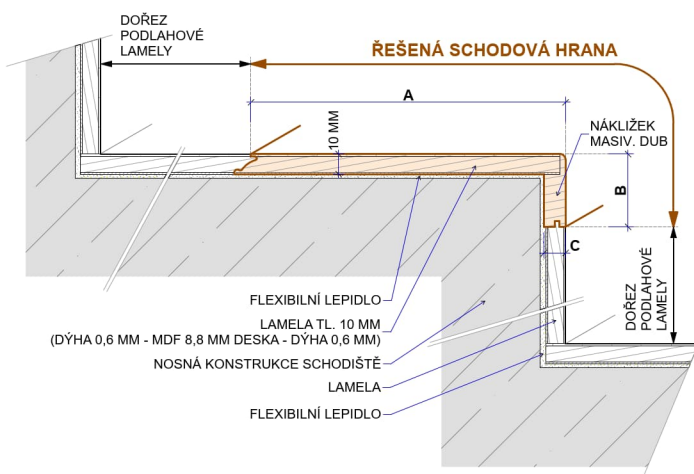 DOŘEZ
PODLAHOVÉ
LAMELY
ŘEŠENÁ SCHODOVÁ HRANA
A
10 MM
NÁKLIŽEK
MASIV. DUB
B
C
DOŘEZ
PODLAHOVÉ
LAMELY
FLEXIBILNÍ LEPIDLO
LAMELA TL. 10 MM
(DÝHA 0,6 MM - MDF 8,8 MM DESKA - DÝHA 0,6 MM)
NOSNÁ KONSTRUKCE SCHODIŠTĚ
LAMELA
FLEXIBILNÍ LEPIDLO